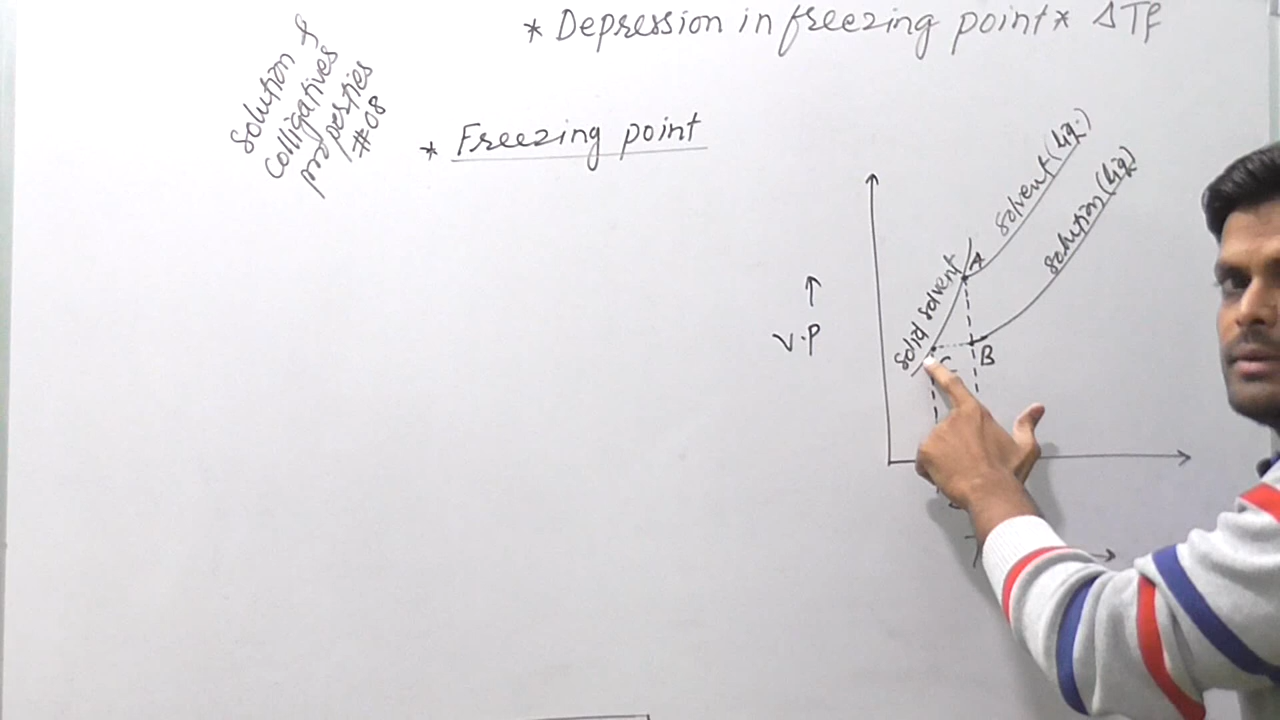 * Depression in freezing point * ΔTf
Solution &
colligatives
properties
#08
* Freezing point
solvent (liq.)
solution (liq)
solid solvent
A
↑
V.P
B
C